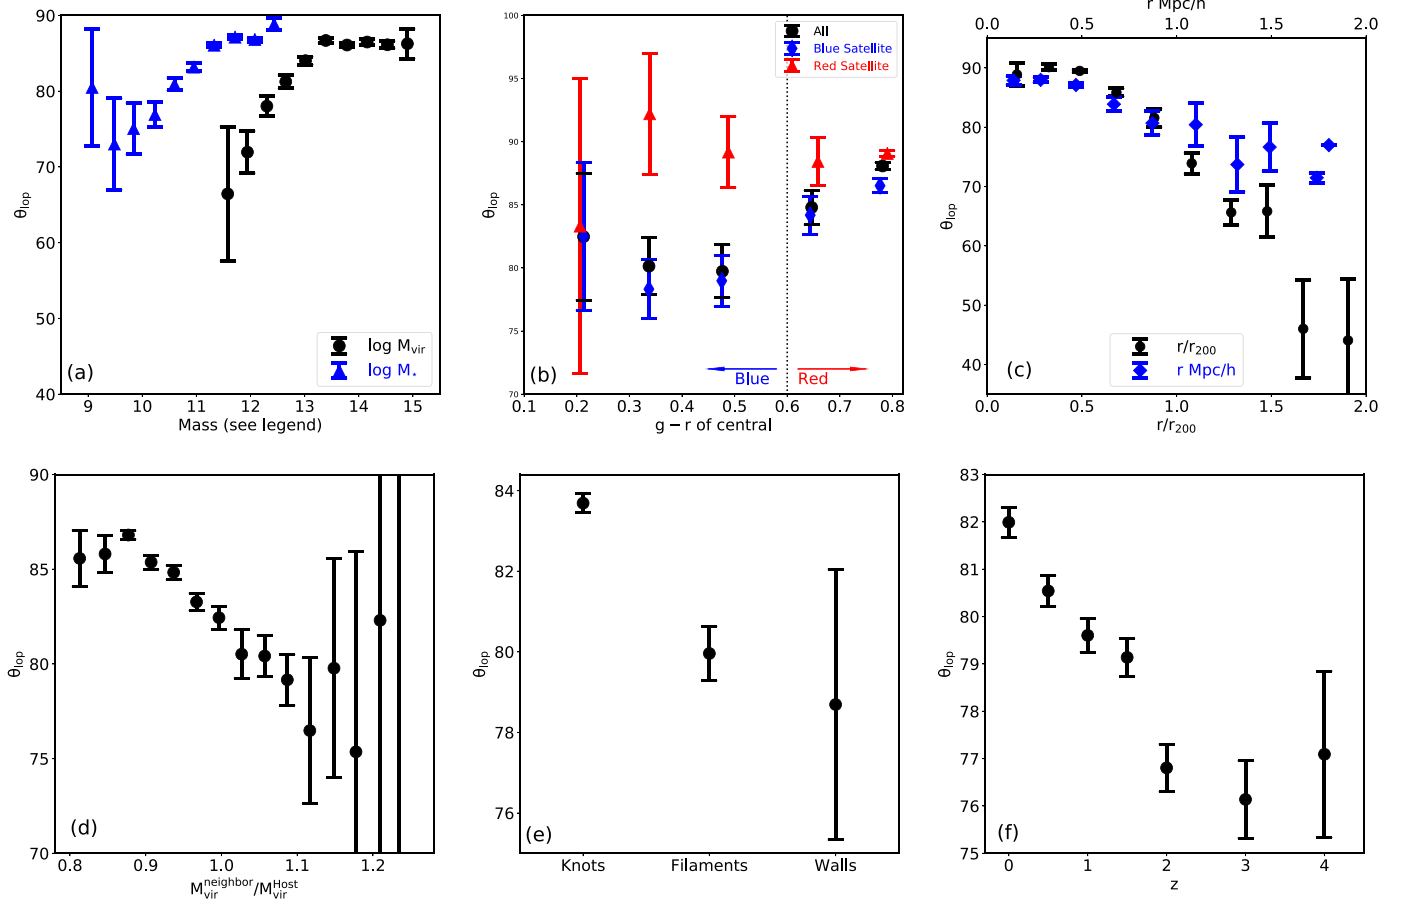 90
80
70
60
50
40
θlop
(a)
log Mvir
log M⋆
9 10 11 12 13 14 15
Mass (see legend)
100
95
90
85
80
75
70
θlop
All
Blue Satellite
Red Satellite
(b)
Blue
Red
0.1 0.2 0.3 0.4 0.5 0.6 0.7 0.8
g − r of central
r Mpc/h
0.0 0.5 1.0 1.5 2.0
90
80
70
60
50
40
θlop
(c)
r/r200
r Mpc/h
0.0 0.5 1.0 1.5 2.0
r/r200
90
85
80
75
70
θlop
(d)
0.8 0.9 1.0 1.1 1.2
Mvir^neighbor/Mvir^Host
84
82
80
78
76
θlop
(e)
Knots Filaments Walls
83
82
81
80
79
78
77
76
75
θlop
(f)
0 1 2 3 4
z